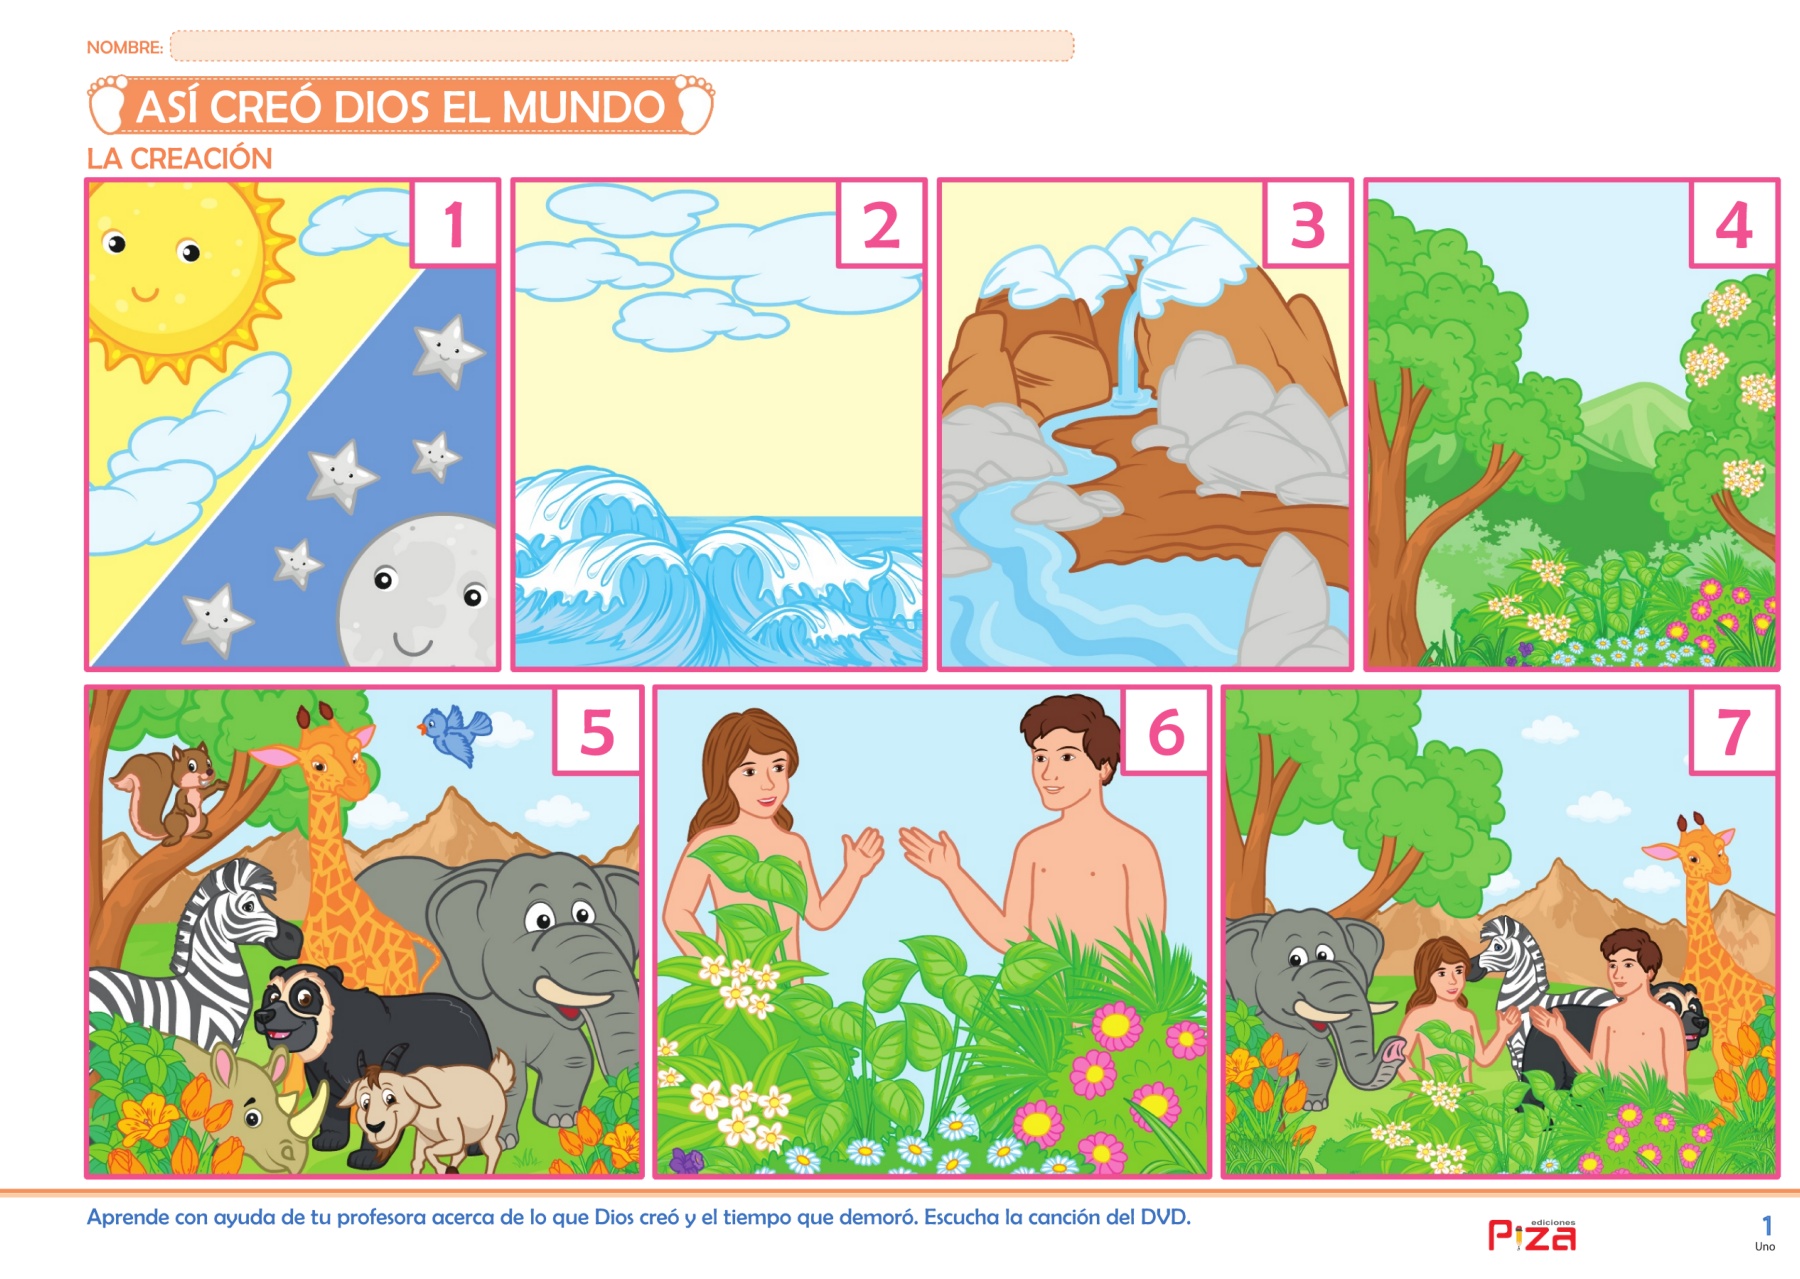 NOMBRE:
ASÍ CREÓ DIOS EL MUNDO
LA CREACIÓN
1
2
3
4
5
6
7
Aprende con ayuda de tu profesora acerca de lo que Dios creó y el tiempo que demoró. Escucha la canción del DVD.
ediciones
Piza
1
Uno